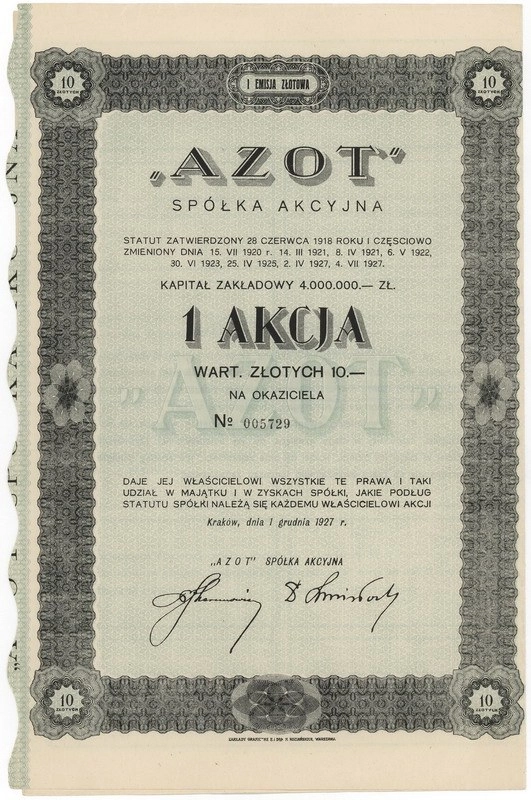 10 ZŁOTYCH
I EMISJA ZŁOTOWA
10 ZŁOTYCH
„AZOT"
SPÓŁKA AKCYJNA
STATUT ZATWIERDZONY 28 CZERWCA 1918 ROKU I CZĘSCIOWO
ZMIENIONY DNIA 15. VII 1920 r. 14. III 1921, 8. IV 1921, 6. V 1922,
30. VI 1923, 25. IV 1925, 2. IV 1927, 4. VII 1927.
KAPITAŁ ZAKŁADOWY 4.000.000.— ZŁ.
1 AKCJA
WART. ZŁOTYCH 10.—
NA OKAZICIELA
„AZOT"
№ 005729
DAJE JEJ WŁAŚCICIELOWI WSZYSTKIE TE PRAWA I TAKI
UDZIAŁ W MAJĄTKU I W ZYSKACH SPÓŁKI, JAKIE PODŁUG
STATUTU SPÓŁKI NALEŻĄ SIĘ KAŻDEMU WŁAŚCICIELOWI AKCJI
Kraków, dnia 1 grudnia 1927 r.
„AZOT" SPÓŁKA AKCYJNA
10 ZŁOTYCH
10 ZŁOTYCH